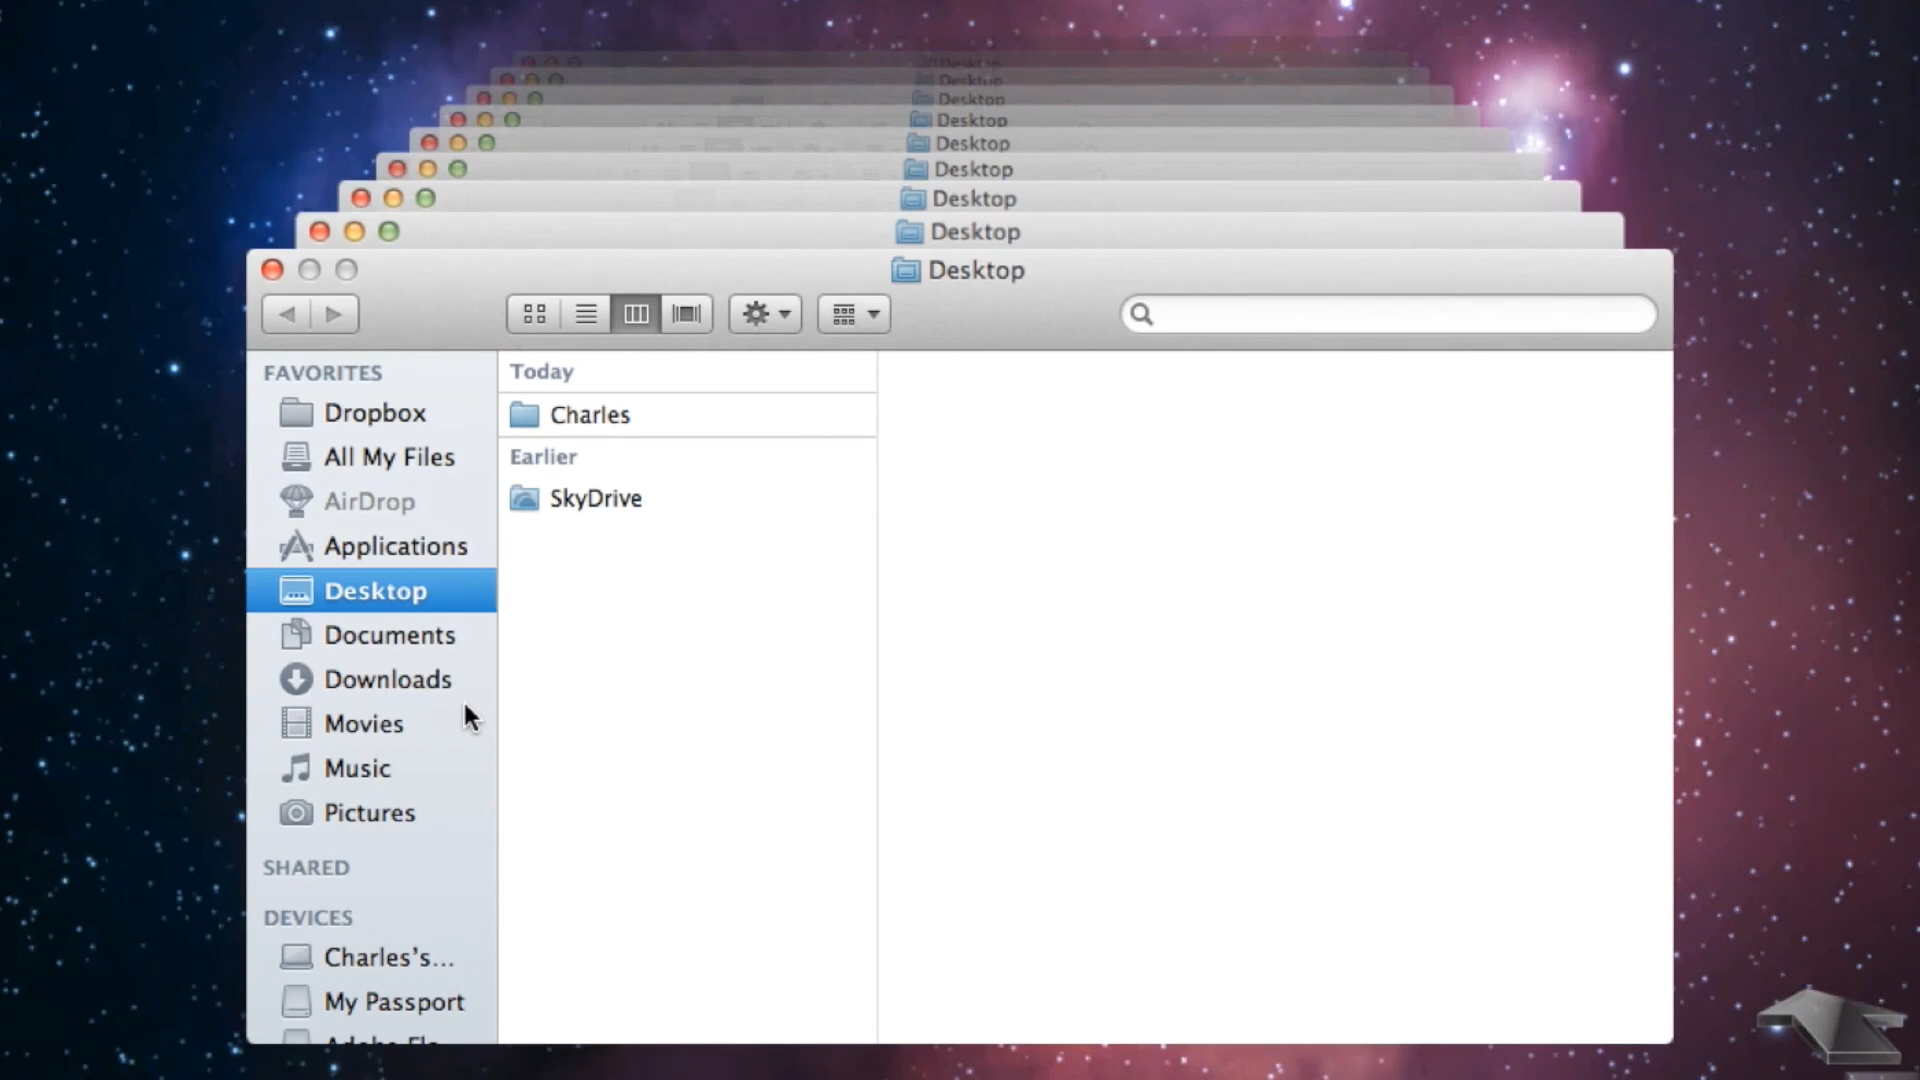 Desktop
Desktop
Desktop
Desktop
Desktop
Desktop
Desktop
Desktop
Desktop
FAVORITES
Dropbox
All My Files
AirDrop
Applications
Desktop
Documents
Downloads
Movies
Music
Pictures
SHARED
DEVICES
Charles's...
My Passport
Today
Charles
Earlier
SkyDrive